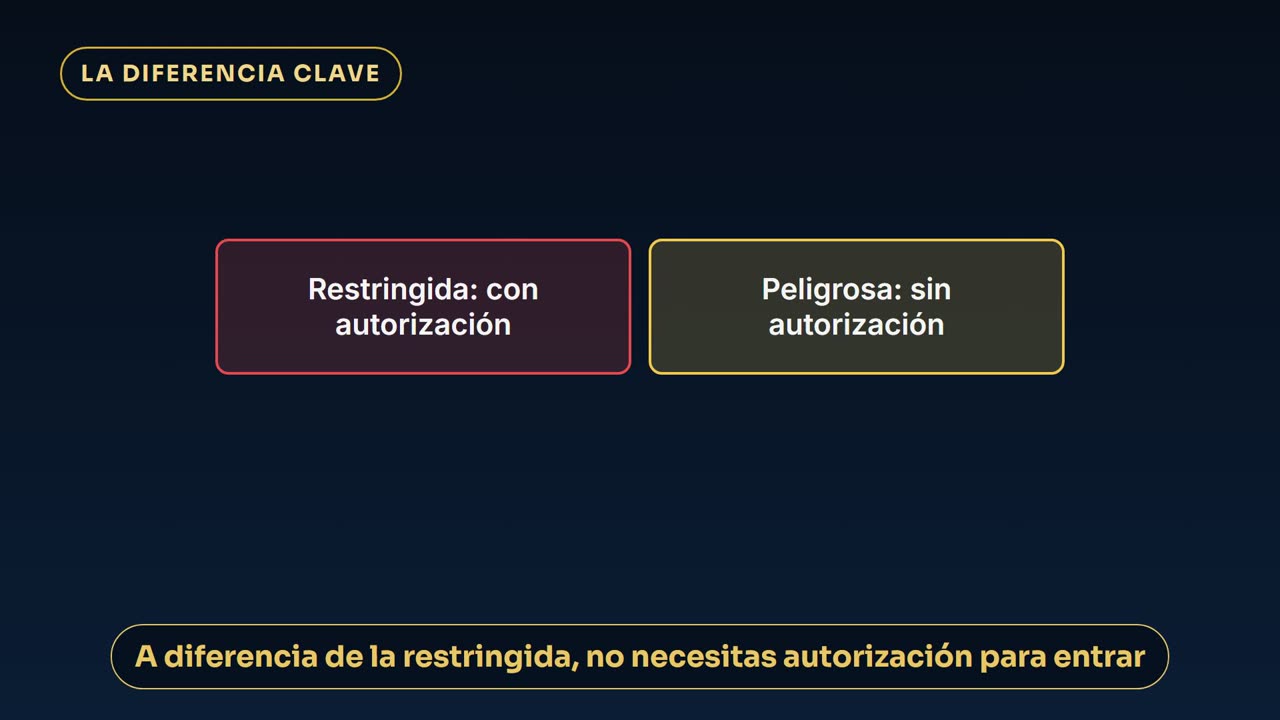 LA DIFERENCIA CLAVE
Restringida: con
autorización
Peligrosa: sin
autorización
A diferencia de la restringida, no necesitas autorización para entrar